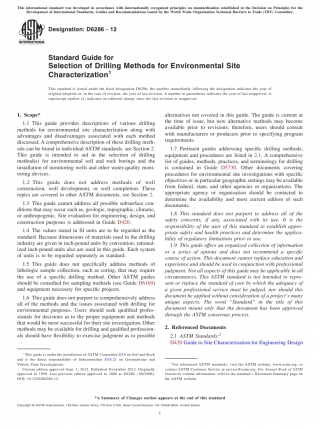 This international standard was developed in accordance with internationally recognized principles on standardization established in the Decision on Principles for the
Development of International Standards, Guides and Recommendations issued by the World Trade Organization Technical Barriers to Trade (TBT) Committee.
Designation: D6286 − 12
Standard Guide for
Selection of Drilling Methods for Environmental Site
Characterization1
This standard is issued under the fixed designation D6286; the number immediately following the designation indicates the year of
original adoption or, in the case of revision, the year of last revision. A number in parentheses indicates the year of last reapproval. A
superscript epsilon (ε) indicates an editorial change since the last revision or reapproval.
1. Scope*
1.1 This guide provides descriptions of various drilling
methods for environmental site characterization along with
advantages and disadvantages associated with each method
discussed. A comprehensive description of these drilling meth-
ods can be found in individual ASTM standards, see Section 2.
This guide is intended to aid in the selection of drilling
method(s) for environmental soil and rock borings and the
installation of monitoring wells and other water-quality moni-
toring devices.
1.2 This guide does not address methods of well
construction, well development, or well completion. These
topics are covered in other ASTM documents, see Section 2.
1.3 This guide cannot address all possible subsurface con-
ditions that may occur such as, geologic, topographic, climatic,
or anthropogenic. Site evaluation for engineering, design, and
construction purposes is addressed in Guide D420.
1.4 The values stated in SI units are to be regarded as the
standard. Because dimensions of materials used in the drilling
industry are given in inch-pound units by convention, rational-
ized inch-pound units also are used in this guide. Each system
of units is to be regarded separately as standard.
1.5 This guide does not specifically address methods of
lithologic sample collection, such as coring, that may require
the use of a specific drilling method. Other ASTM guides
should be consulted for sampling methods (see Guide D6169)
and equipment necessary for specific projects.
1.6 This guide does not purport to comprehensively address
all of the methods and the issues associated with drilling for
environmental purposes. Users should seek qualified profes-
sionals for decisions as to the proper equipment and methods
that would be most successful for their site investigation. Other
methods may be available for drilling and qualified profession-
als should have flexibility to exercise judgment as to possible
1 This guide is under the jurisdiction of ASTM Committee D18 on Soil and Rock
and is the direct responsibility of Subcommittee D18.21 on Groundwater and
Vadose Zone Investigations.
Current edition approved Sept. 1, 2012. Published November 2012. Originally
approved in 1998. Last previous edition approved in 2006 as D6286 – 98(2006).
DOI: 10.1520/D6286-12.
alternatives not covered in this guide. The guide is current at
the time of issue, but new alternative methods may become
available prior to revisions; therefore, users should consult
with manufacturers or producers prior to specifying program
requirements.
1.7 Pertinent guides addressing specific drilling methods,
equipment and procedures are listed in 2.1. A comprehensive
list of guides, methods, practices, and terminology for drilling
is contained in Guide D5730. Other documents covering
procedures for environmental site investigations with specific
objectives or in particular geographic settings may be available
from federal, state, and other agencies or organizations. The
appropriate agency or organization should be contacted to
determine the availability and most current edition of such
documents.
1.8 This standard does not purport to address all of the
safety concerns, if any, associated with its use. It is the
responsibility of the user of this standard to establish appro-
priate safety and health practices and determine the applica-
bility of regulatory limitations prior to use.
1.9 This guide offers an organized collection of information
or a series of options and does not recommend a specific
course of action. This document cannot replace education and
experience and should be used in conjunction with professional
judgment. Not all aspects of this guide may be applicable in all
circumstances. This ASTM standard is not intended to repre-
sent or replace the standard of care by which the adequacy of
a given professional service must be judged, nor should this
document be applied without consideration of a project's many
unique aspects. The word "Standard" in the title of this
document means only that the document has been approved
through the ASTM consensus process.
2. Referenced Documents
2.1 ASTM Standards:2
D420 Guide to Site Characterization for Engineering Design
2 For referenced ASTM standards, visit the ASTM website, www.astm.org, or
contact ASTM Customer Service at service@astm.org. For Annual Book of ASTM
Standards volume information, refer to the standard's Document Summary page on
the ASTM website.
*A Summary of Changes section appears at the end of this standard